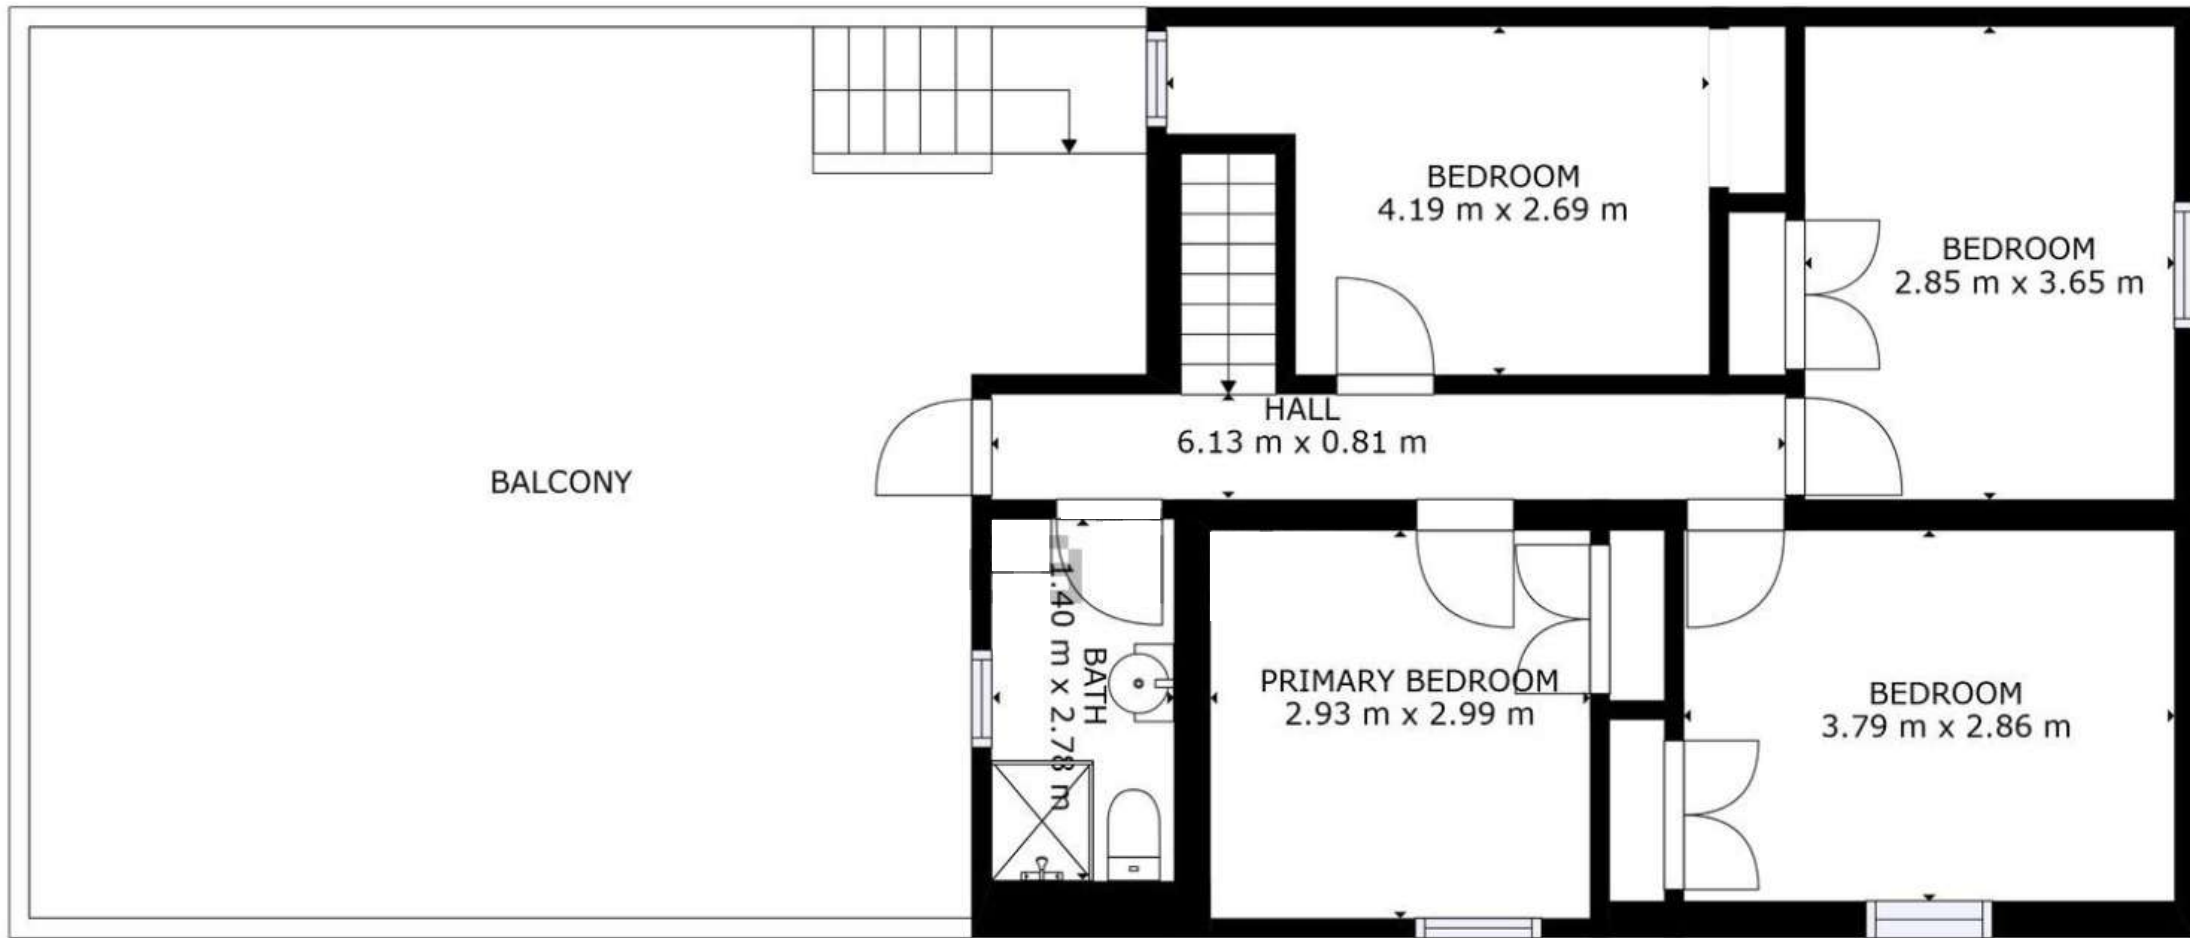 BEDROOM
4.19 m x 2.69 m
BEDROOM
2.85 m x 3.65 m
HALL
6.13 m x 0.81 m
BALCONY
BATH
1.40 m x 2.78 m
PRIMARY BEDROOM
2.93 m x 2.99 m
BEDROOM
3.79 m x 2.86 m